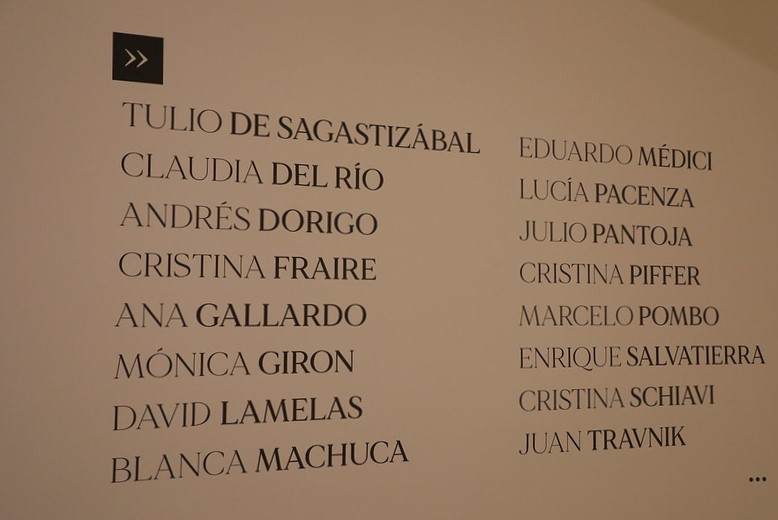 >>
TULIO DE SAGASTIZÁBAL
CLAUDIA DEL RÍO
ANDRÉS DORIGO
CRISTINA FRAIRE
ANA GALLARDO
MÓNICA GIRON
DAVID LAMELAS
BLANCA MACHUCA
EDUARDO MÉDICI
LUCÍA PACENZA
JULIO PANTOJA
CRISTINA PIFFER
MARCELO POMBO
ENRIQUE SALVATIERRA
CRISTINA SCHIAVI
JUAN TRAVNIK
...